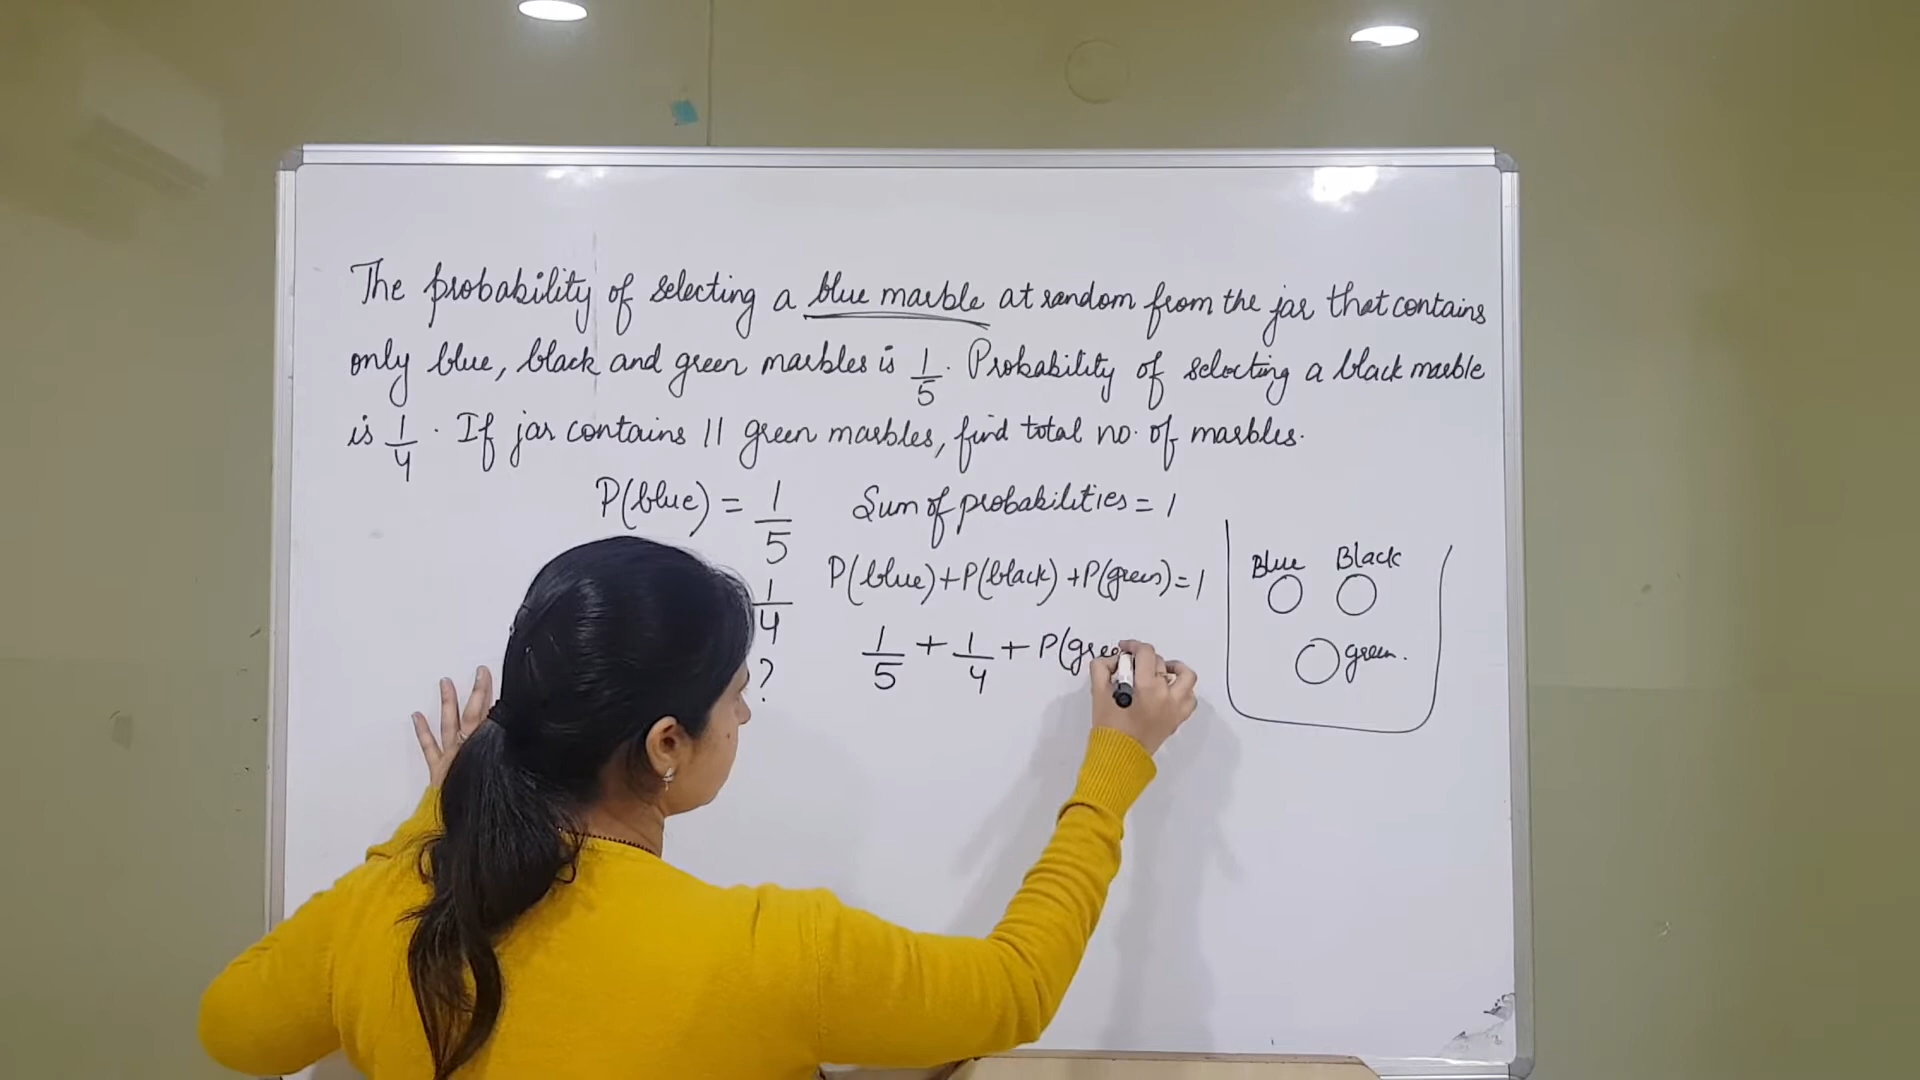 The probability of selecting a blue marble at random from the jar that contains
only blue, black and green marbles is 1/5. Probability of selecting a black marble
is 1/4. If jar contains 11 green marbles, find total no. of marbles.
P(blue) = 1/5
1/4
?
Sum of probabilities = 1
P(blue)+P(black)+P(green)=1
1/5 + 1/4 + P(gree
Blue Black
green.